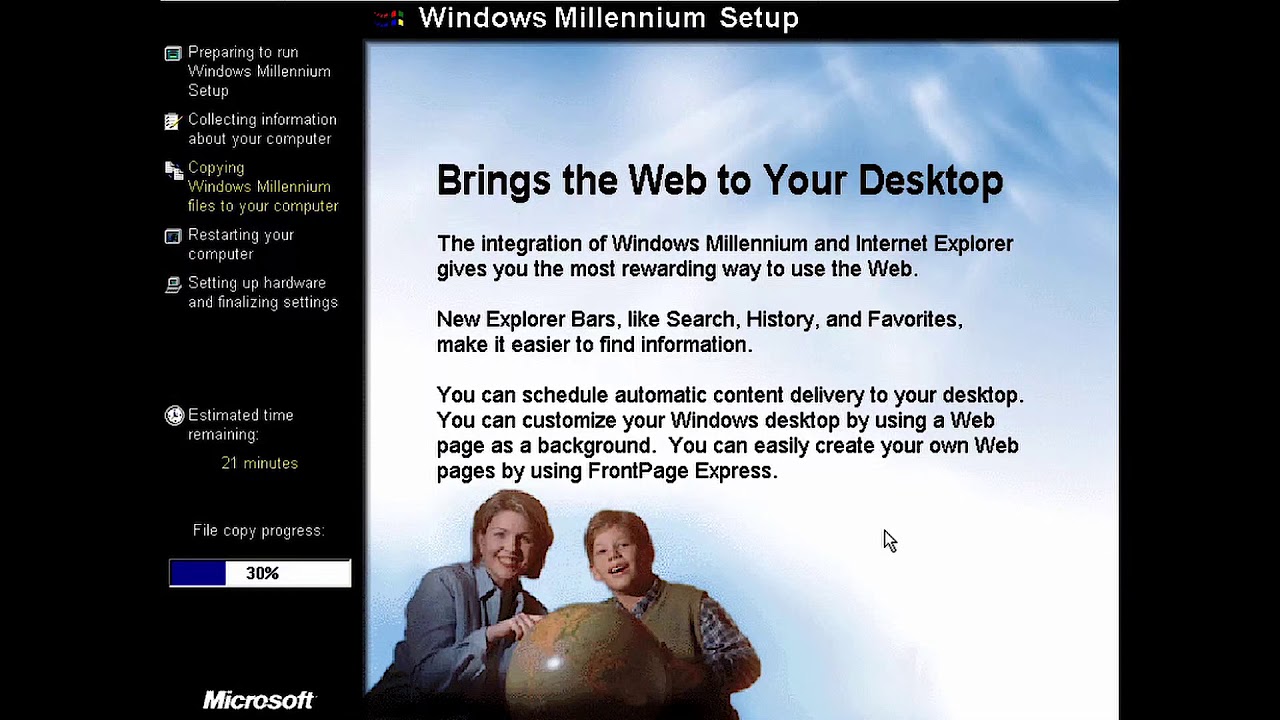 Windows Millennium Setup
Preparing to run
Windows Millennium
Setup
Collecting information
about your computer
Copying
Windows Millennium
files to your computer
Restarting your
computer
Setting up hardware
and finalizing settings
Estimated time
remaining:
21 minutes
File copy progress:
30%
Microsoft
Brings the Web to Your Desktop
The integration of Windows Millennium and Internet Explorer
gives you the most rewarding way to use the Web.
New Explorer Bars, like Search, History, and Favorites,
make it easier to find information.
You can schedule automatic content delivery to your desktop.
You can customize your Windows desktop by using a Web
page as a background.  You can easily create your own Web
pages by using FrontPage Express.